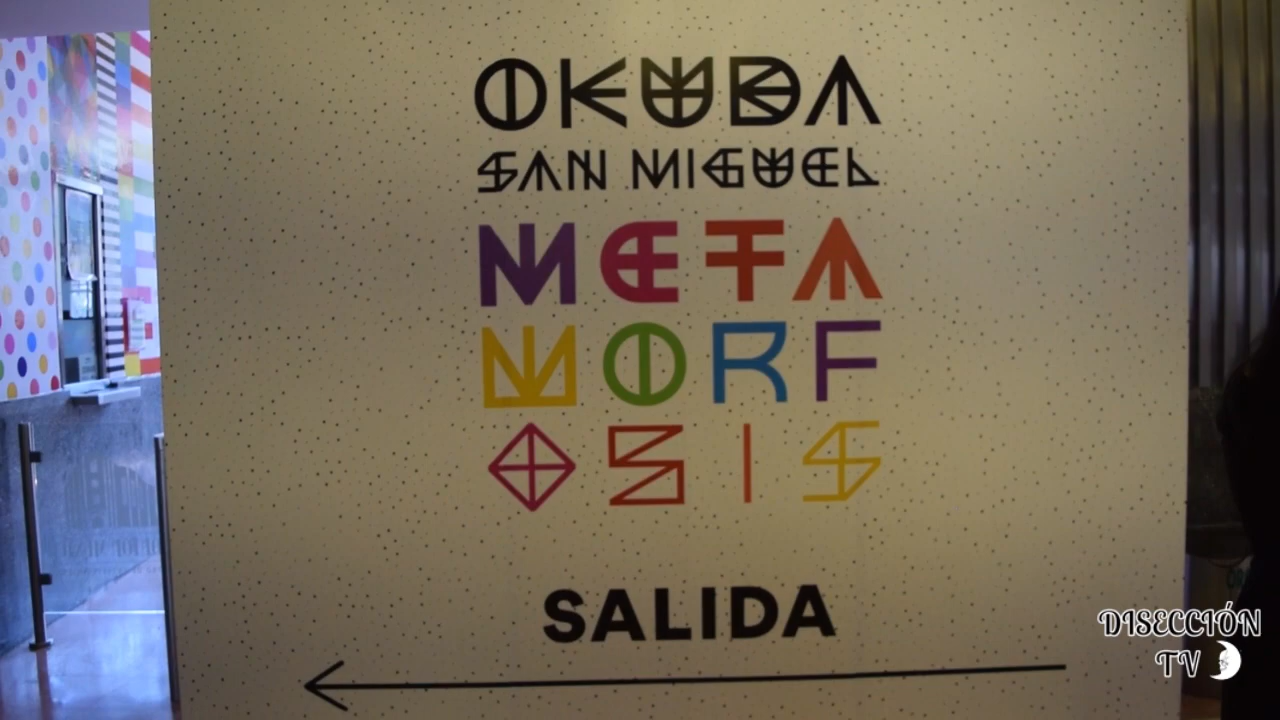 OKUDA
SAN MIGUEL
META
MORF
OSIS
SALIDA
DISECCIÓN
TV